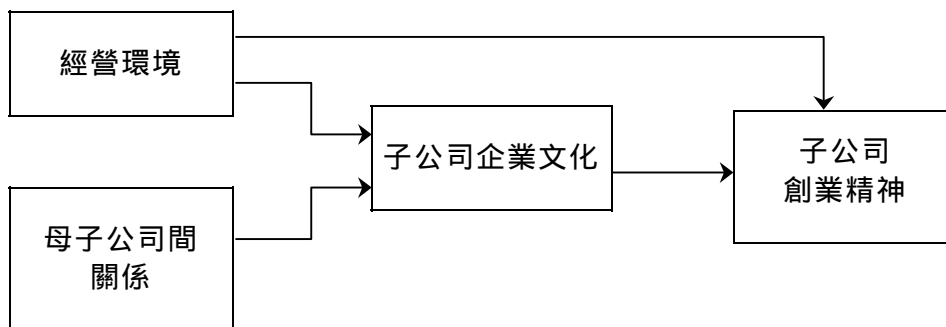 經營環境
子公司企業文化
子公司
創業精神
母子公司間
關係